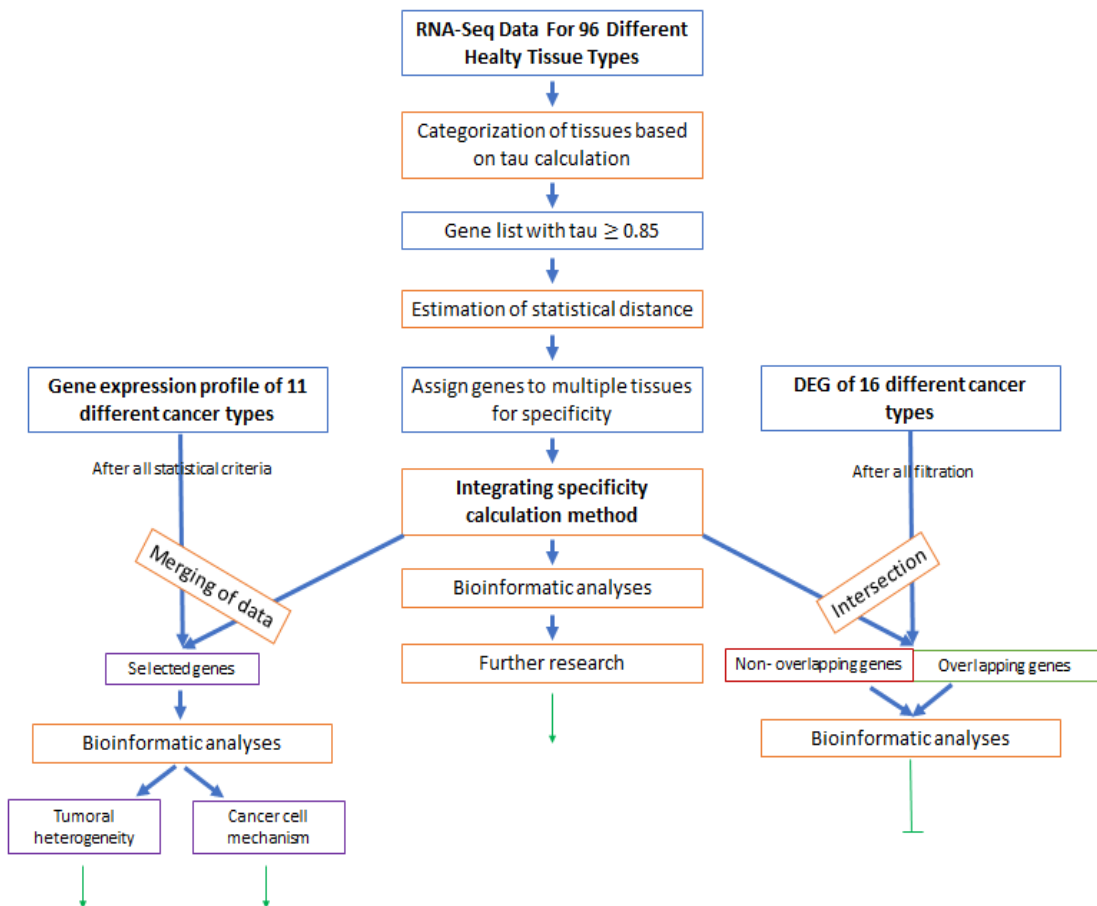 RNA-Seq Data For 96 Different
Healty Tissue Types
Categorization of tissues based
on tau calculation
Gene list with tau ≥ 0.85
Estimation of statistical distance
Assign genes to multiple tissues
for specificity
Integrating specificity
calculation method
Bioinformatic analyses
Further research
Gene expression profile of 11
different cancer types
After all statistical criteria
Merging of data
Selected genes
Bioinformatic analyses
Tumoral
heterogeneity
Cancer cell
mechanism
DEG of 16 different cancer
types
After all filtration
Intersection
Non- overlapping genes
Overlapping genes
Bioinformatic analyses